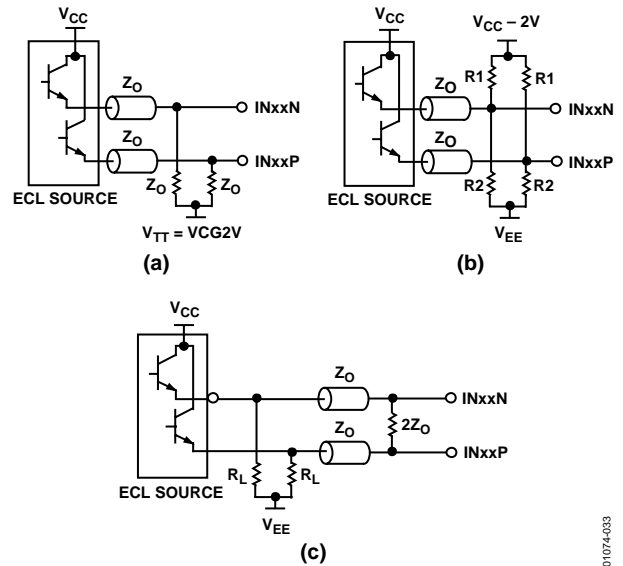 VCC
ZO
INxxN
ZO
INxxP
ZO
ZO
ECL SOURCE
VTT = VCG2V
(a)
VCC
VCC – 2V
R1
R1
ZO
INxxN
ZO
INxxP
R2
R2
ECL SOURCE
VEE
(b)
VCC
ZO
INxxN
2ZO
ZO
INxxP
RL
RL
ECL SOURCE
VEE
(c)
01074-033